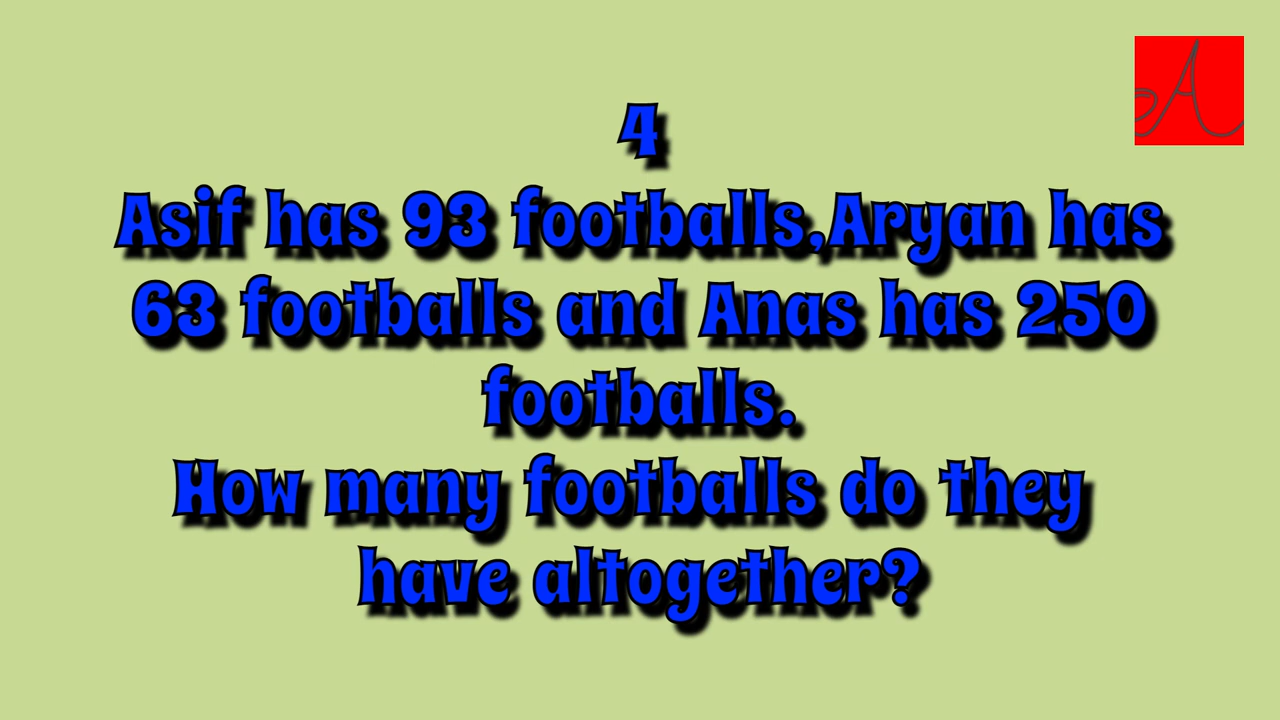 4
Asif has 93 footballs,Aryan has
63 footballs and Anas has 250
footballs.
How many footballs do they
have altogether?
A